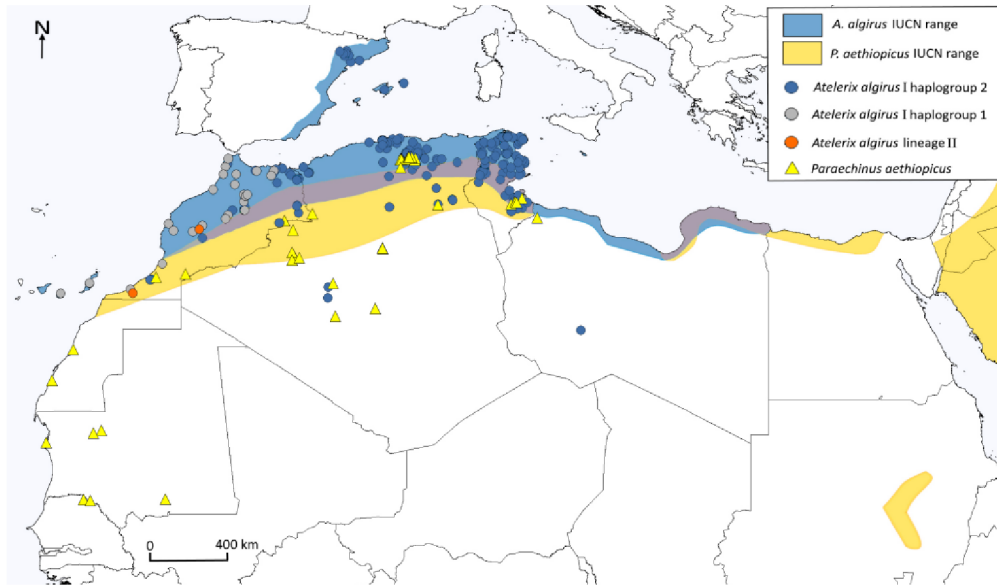 N
A. algirus IUCN range
P. aethiopicus IUCN range
Atelerix algirus I haplogroup 2
Atelerix algirus I haplogroup 1
Atelerix algirus lineage II
Paraechinus aethiopicus
0 400 km